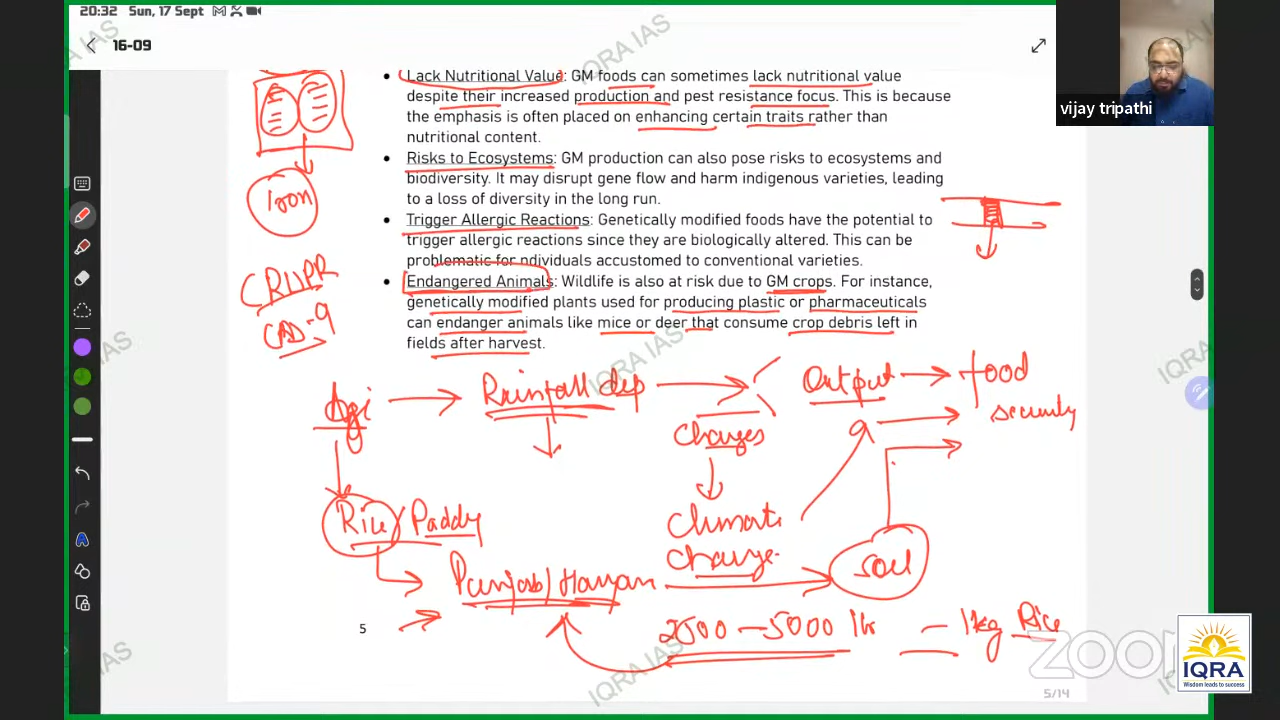 20:32 Sun, 17 Sept
16-09
vijay tripathi
Lack Nutritional Value: GM foods can sometimes lack nutritional value
despite their increased production and pest resistance focus. This is because
the emphasis is often placed on enhancing certain traits rather than
nutritional content.
Risks to Ecosystems: GM production can also pose risks to ecosystems and
biodiversity. It may disrupt gene flow and harm indigenous varieties, leading
to a loss of diversity in the long run.
Trigger Allergic Reactions: Genetically modified foods have the potential to
trigger allergic reactions since they are biologically altered. This can be
problematic for ndividuals accustomed to conventional varieties.
Endangered Animals: Wildlife is also at risk due to GM crops. For instance,
genetically modified plants used for producing plastic or pharmaceuticals
can endanger animals like mice or deer that consume crop debris left in
fields after harvest.
Iron
Rainfall dep
Output
food
security
Changes
Rice/Paddy
Climate
Change
Soil
Punjab/
2500 – 5000
– 1kg Rice
5
zoom
IQRA
Wisdom leads to success
5/14
IQRA IAS
IQRA IAS
IQRA IAS
IQRA IAS
IQRA IAS